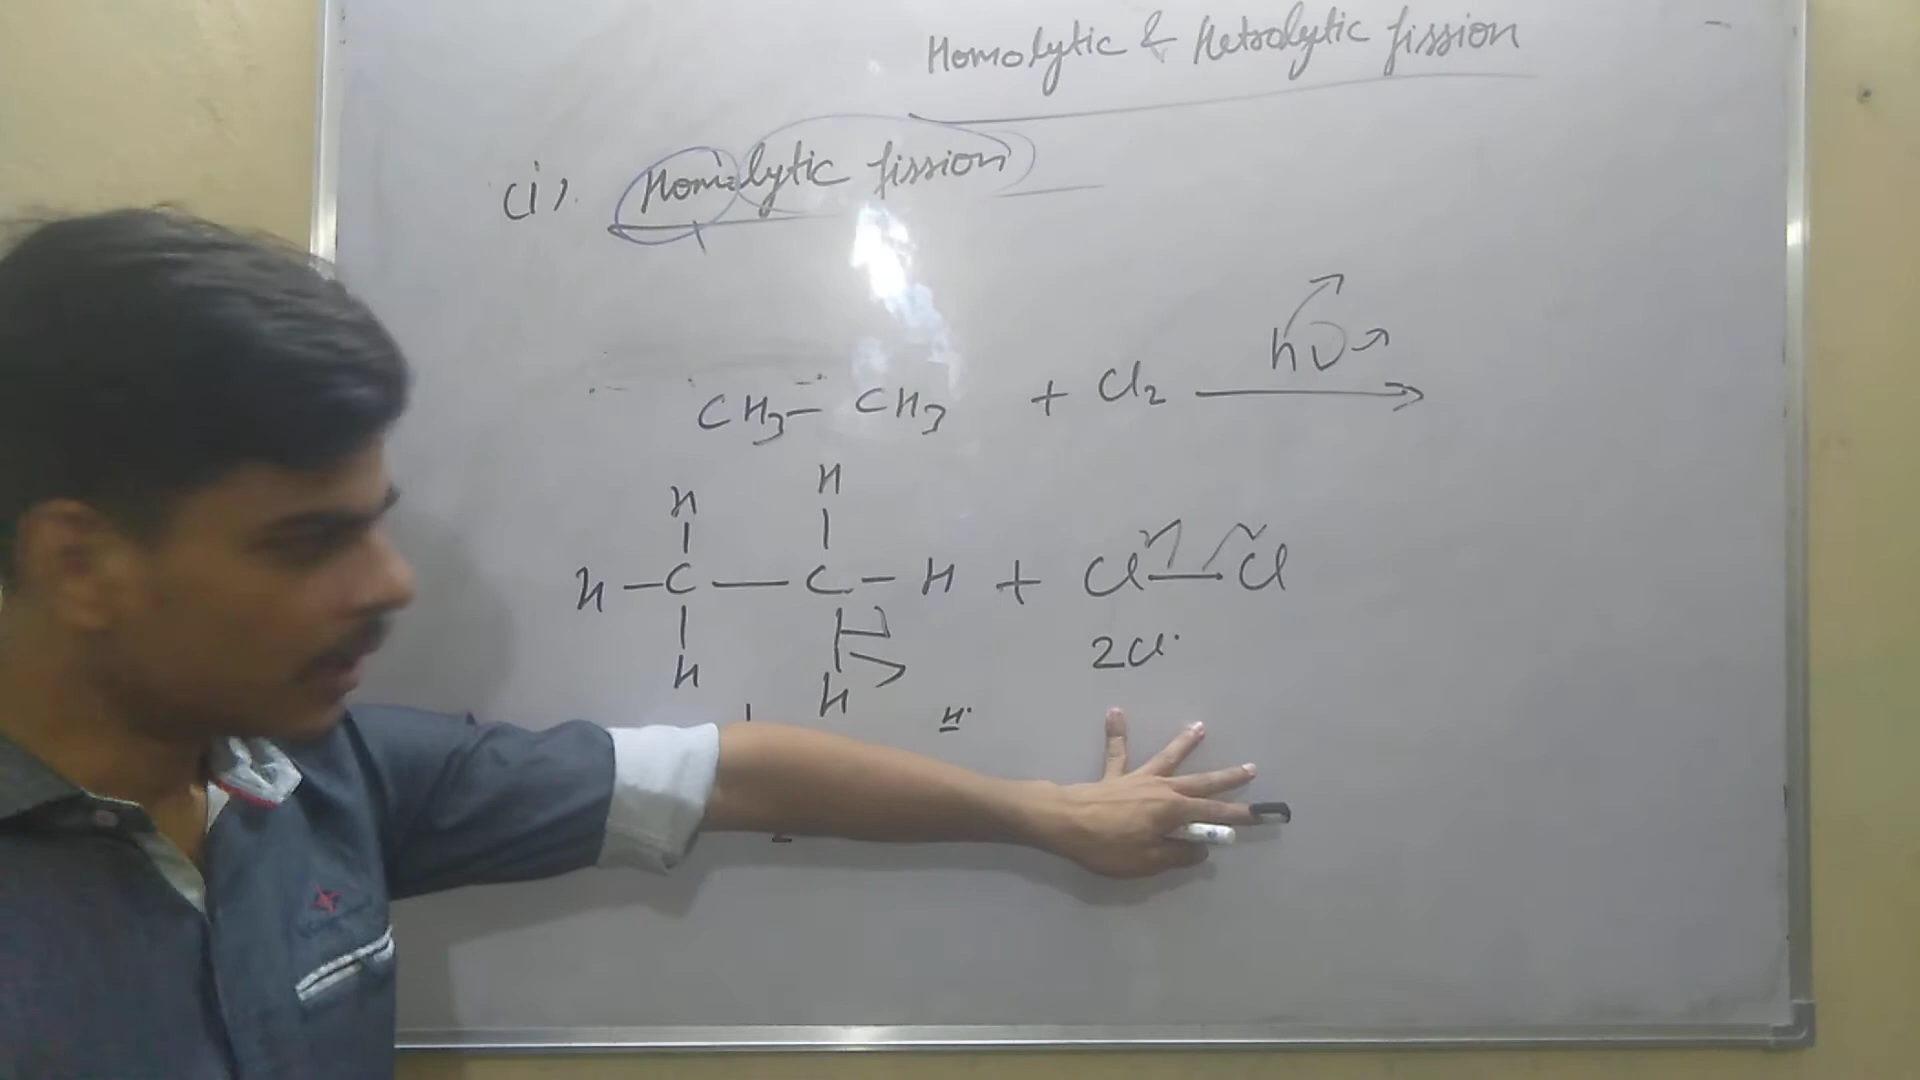 Homolytic & Hetrolytic fission
(i). Homolytic fission
CH3 - CH3 + Cl2 hν →
H H
H - C - C - H + Cl - Cl
H H
2Cl·
H·